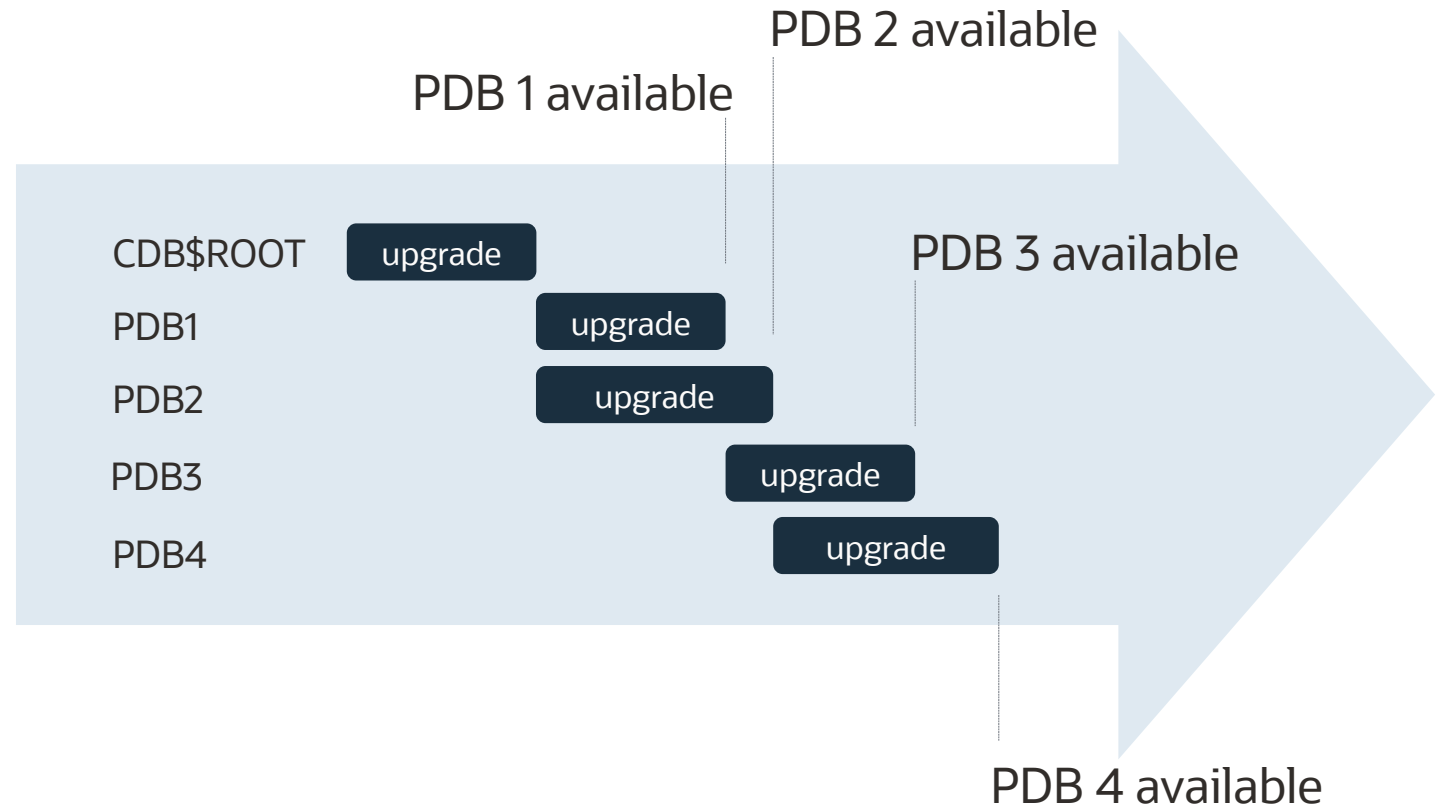 PDB 2 available
PDB 1 available
CDB$ROOT upgrade
PDB 3 available
PDB1 upgrade
PDB2 upgrade
PDB3 upgrade
PDB4 upgrade
PDB 4 available